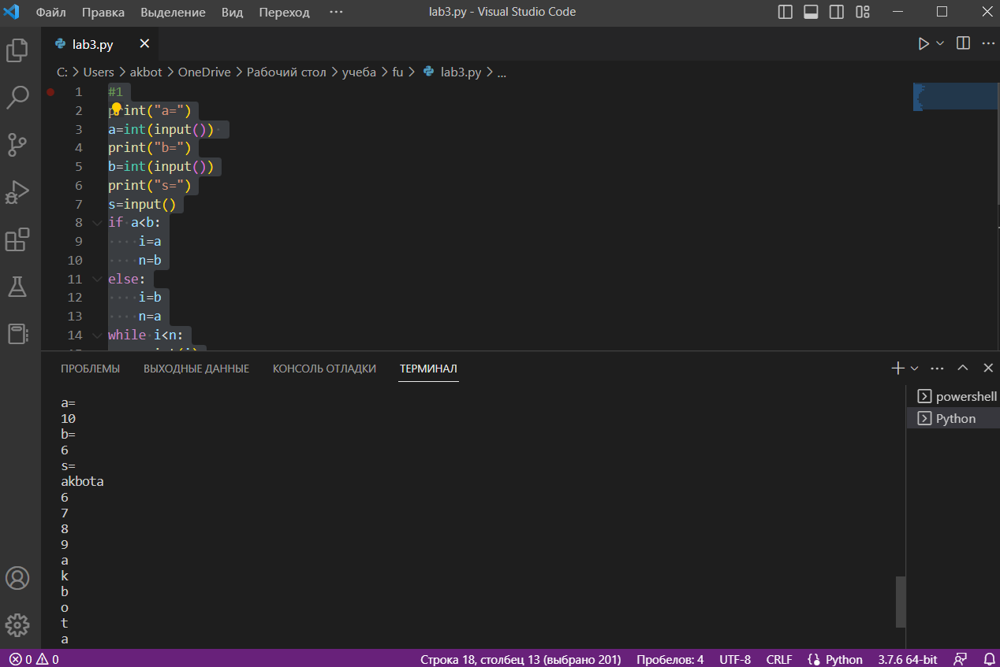 Файл Правка Выделение Вид Переход ··· lab3.py - Visual Studio Code
lab3.py
C: > Users > akbot > OneDrive > Рабочий стол > учеба > fu > lab3.py > ...
1 #1
2 print("a=")
3 a=int(input())
4 print("b=")
5 b=int(input())
6 print("s=")
7 s=input()
8 if a<b:
9 i=a
10 n=b
11 else:
12 i=b
13 n=a
14 while i<n:
ПРОБЛЕМЫ ВЫХОДНЫЕ ДАННЫЕ КОНСОЛЬ ОТЛАДКИ ТЕРМИНАЛ
powershell
Python
a=
10
b=
6
s=
akbota
6
7
8
9
a
k
b
o
t
a
0 0 Строка 18, столбец 13 (выбрано 201) Пробелов: 4 UTF-8 CRLF Python 3.7.6 64-bit